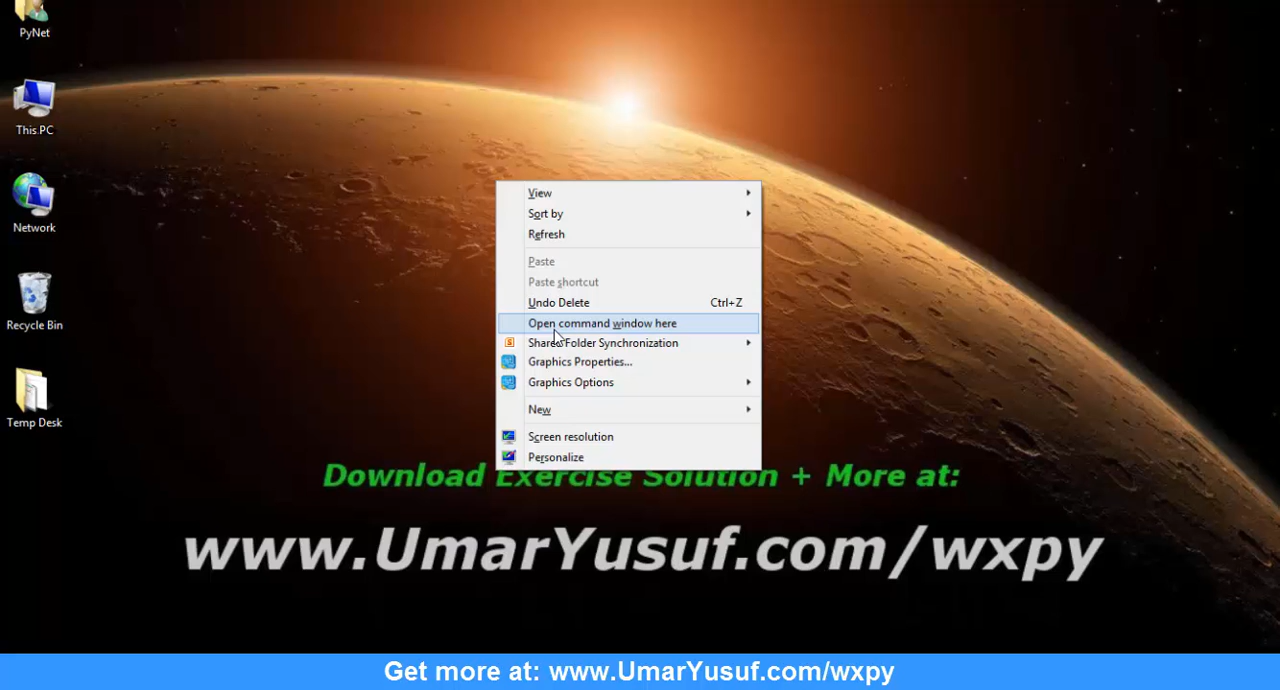 PyNet
This PC
Network
Recycle Bin
Temp Desk
View
Sort by
Refresh
Paste
Paste shortcut
Undo Delete Ctrl+Z
Open command window here
Shared Folder Synchronization
Graphics Properties...
Graphics Options
New
Screen resolution
Personalize
Download Exercise Solution + More at:
www.UmarYusuf.com/wxpy
Get more at: www.UmarYusuf.com/wxpy